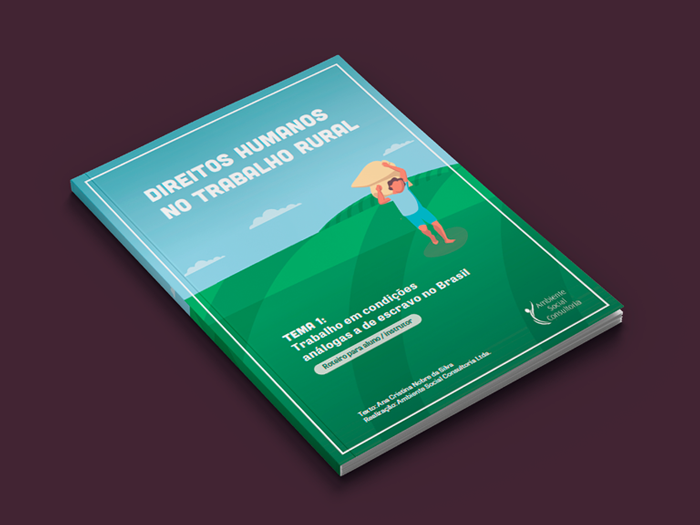 DIREITOS HUMANOS
NO TRABALHO RURAL
TEMA 1:
Trabalho em condições
análogas a de escravo no Brasil
Roteiro para aluno / instrutor
Texto: Ana Cristina Nobre da Silva
Realização: Ambiente Social Consultoria Ltda.
Ambiente
Social
Consultoria